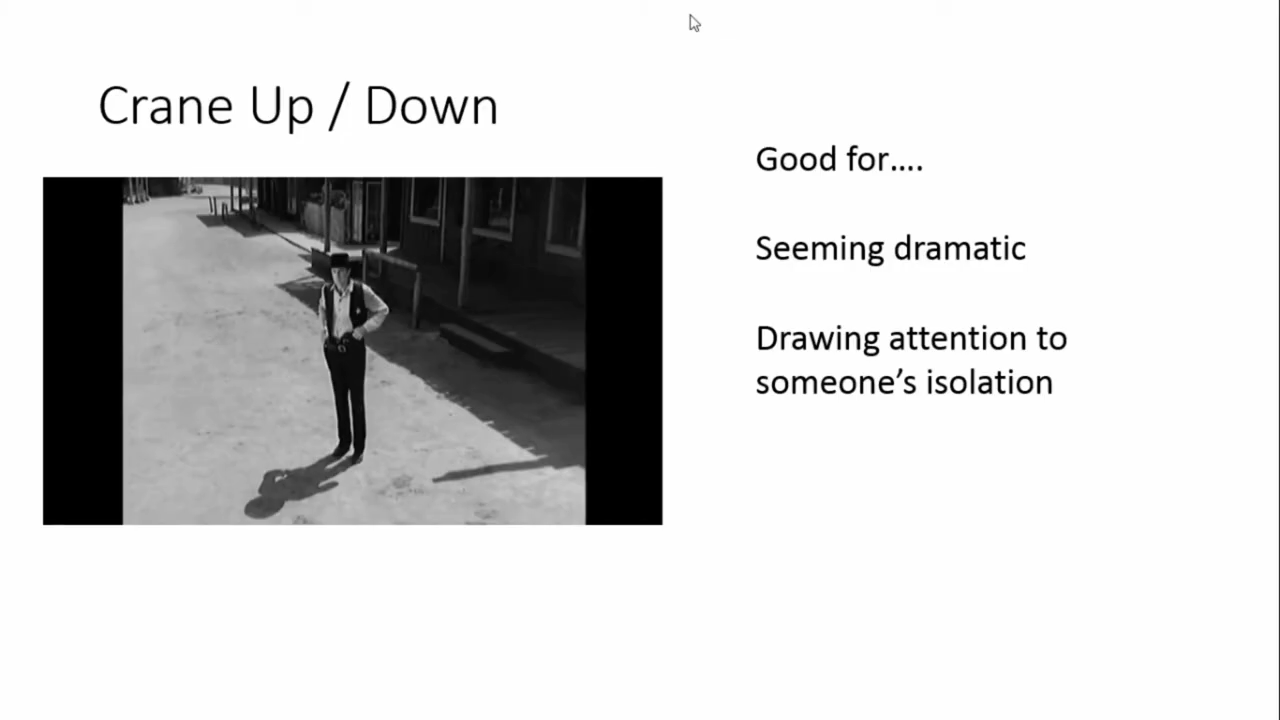 Crane Up / Down
Good for....
Seeming dramatic
Drawing attention to
someone’s isolation